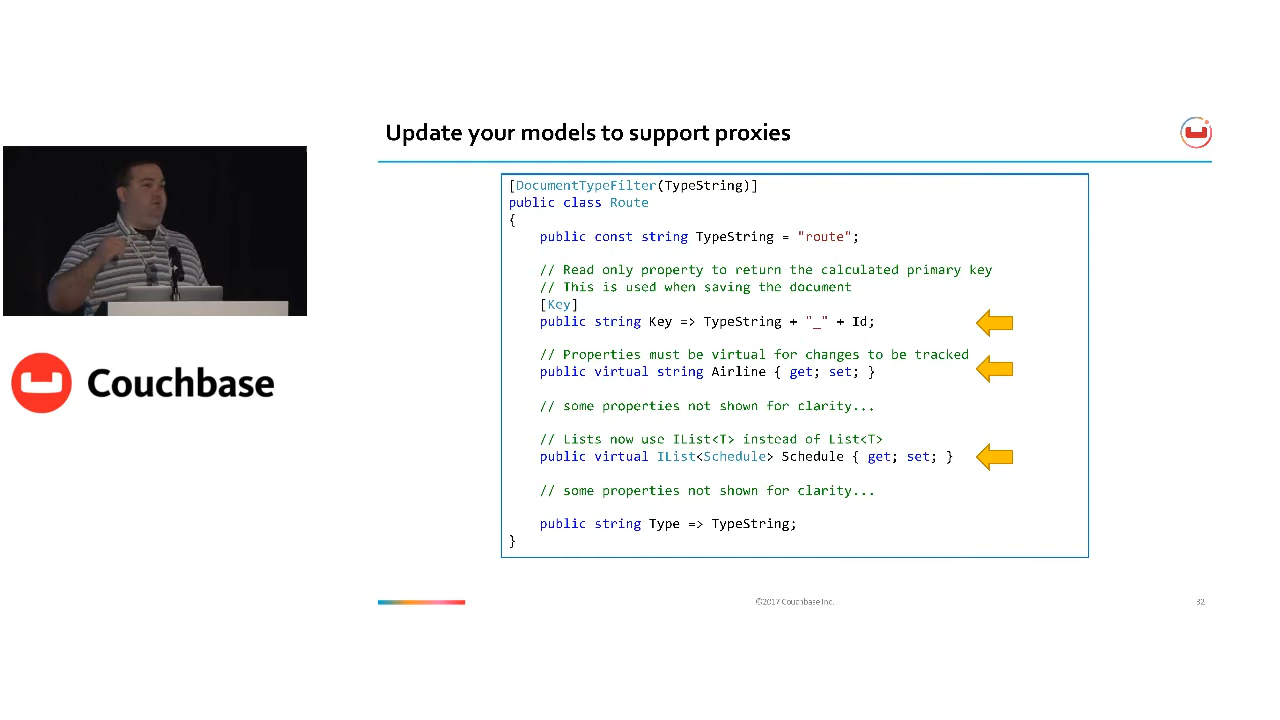 Update your models to support proxies
[DocumentTypeFilter(TypeString)]
public class Route
{
public const string TypeString = "route";
// Read only property to return the calculated primary key
// This is used when saving the document
[Key]
public string Key => TypeString + "_" + Id;
// Properties must be virtual for changes to be tracked
public virtual string Airline { get; set; }
// some properties not shown for clarity...
// Lists now use IList<T> instead of List<T>
public virtual IList<Schedule> Schedule { get; set; }
// some properties not shown for clarity...
public string Type => TypeString;
}
Couchbase
©2017 Couchbase Inc.
32